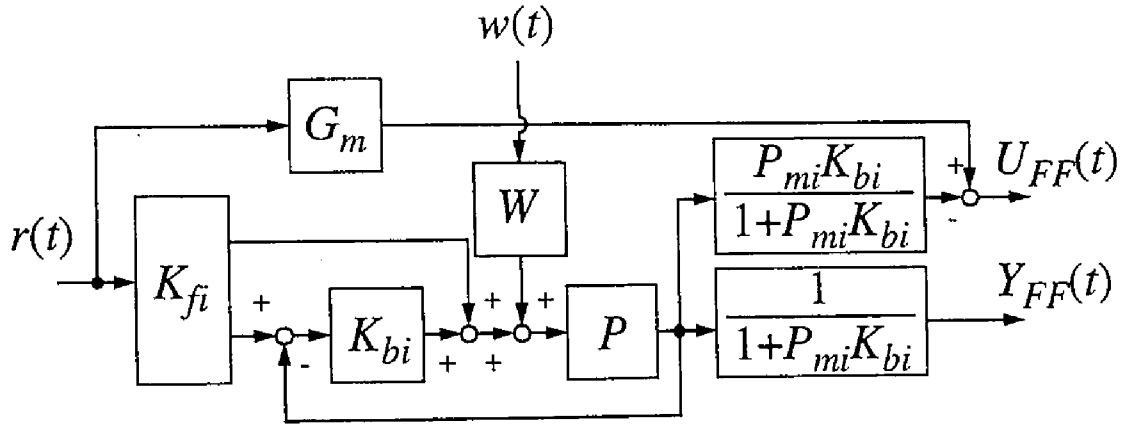 w(t)
G_m
P_{mi}K_{bi}
1+P_{mi}K_{bi}
+
-
U_{FF}(t)
W
r(t)
K_{fi}
1
1+P_{mi}K_{bi}
Y_{FF}(t)
+
-
K_{bi}
+
+
+
+
P